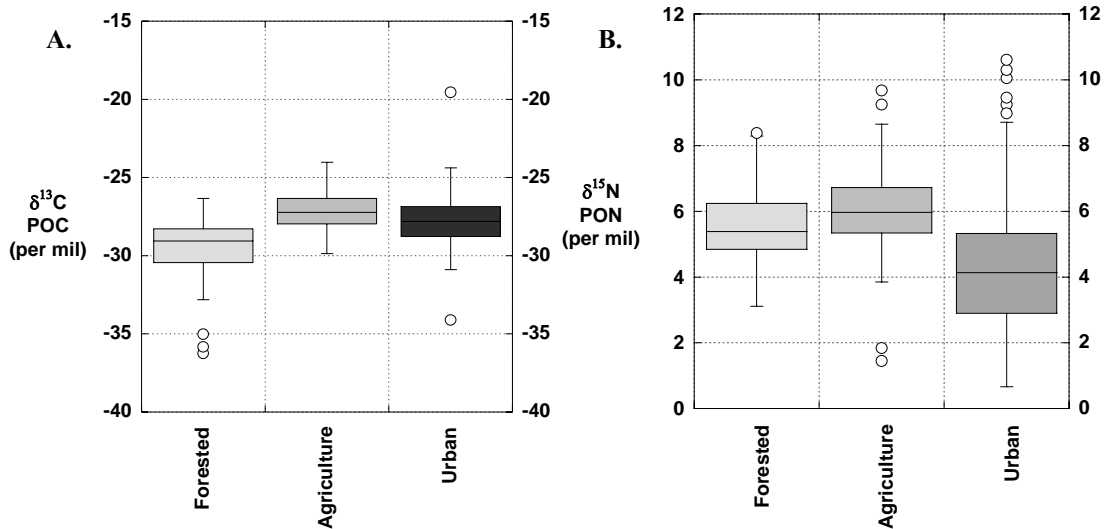 A.
-15
-20
-25
-30
-35
-40
δ13C
POC
(per mil)
-15
-20
-25
-30
-35
-40
Forested
Agriculture
Urban
B.
12
10
8
6
4
2
0
δ15N
PON
(per mil)
12
10
8
6
4
2
0
Forested
Agriculture
Urban